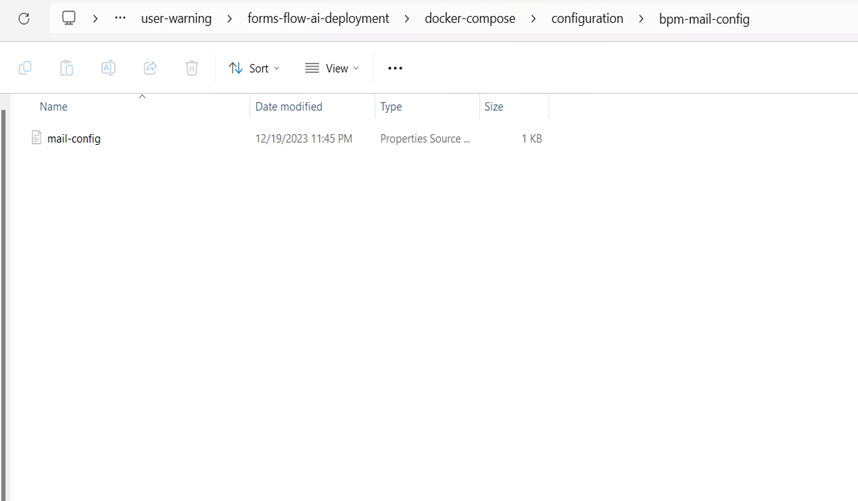 ··· user-warning > forms-flow-ai-deployment > docker-compose > configuration > bpm-mail-config
Sort View ···
Name Date modified Type Size
mail-config 12/19/2023 11:45 PM Properties Source ... 1 KB